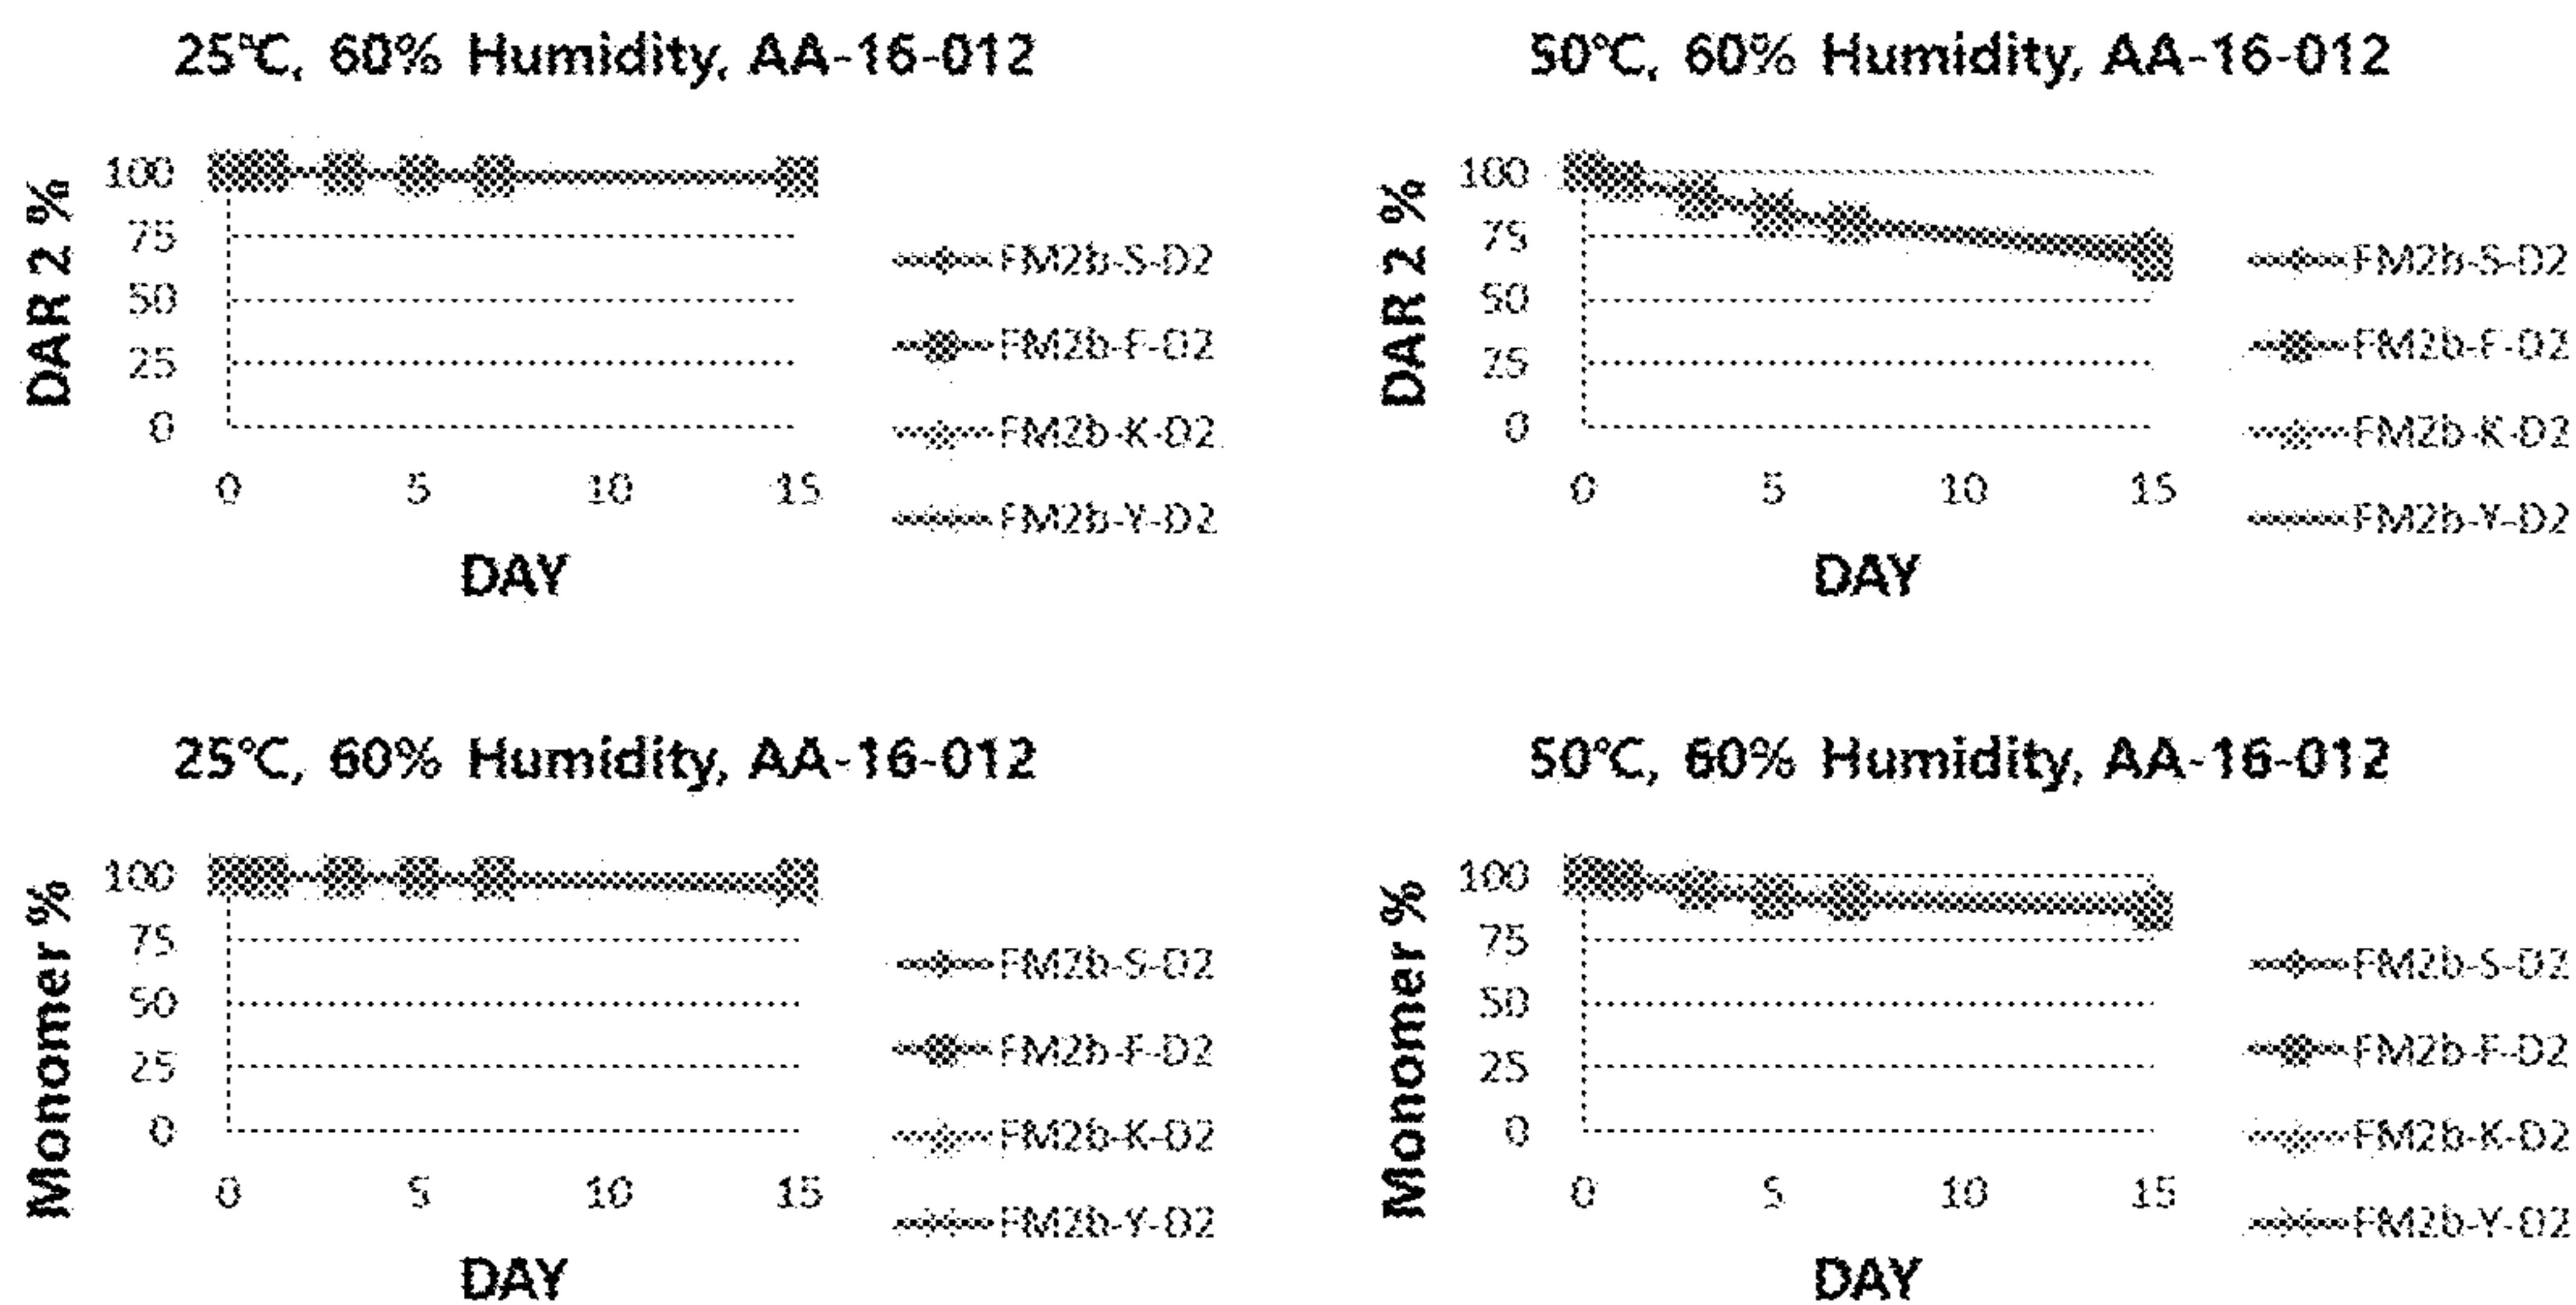 25℃, 60% Humidity, AA-16-012
DAR 2 %
100
75
50
25
0
0 5 10 15
DAY
FM2b-S-D2
FM2b-F-D2
FM2b-K-D2
FM2b-Y-D2
50℃, 60% Humidity, AA-16-012
DAR 2 %
100
75
50
25
0
0 5 10 15
DAY
FM2b-S-D2
FM2b-F-D2
FM2b-K-D2
FM2b-Y-D2
25℃, 60% Humidity, AA-16-012
Monomer %
100
75
50
25
0
0 5 10 15
DAY
FM2b-S-D2
FM2b-F-D2
FM2b-K-D2
FM2b-Y-D2
50℃, 60% Humidity, AA-16-012
Monomer %
100
75
50
25
0
0 5 10 15
DAY
FM2b-S-D2
FM2b-F-D2
FM2b-K-D2
FM2b-Y-D2